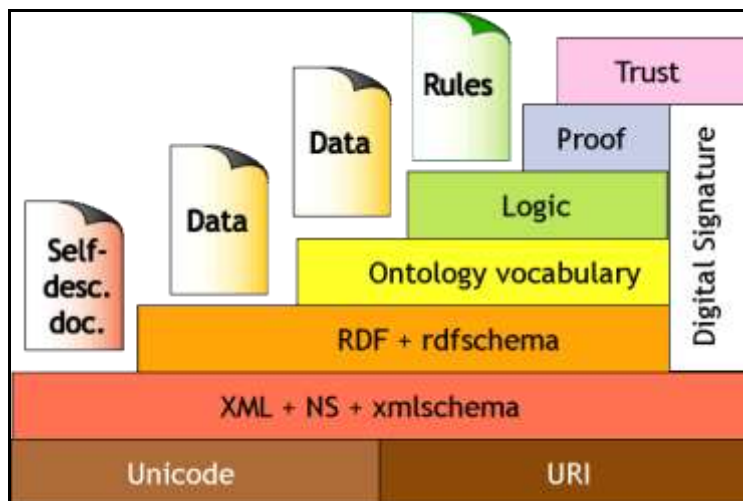 Trust
Rules
Proof
Data
Logic
Data
Digital Signature
Self-
desc.
doc.
Ontology vocabulary
RDF + rdfschema
XML + NS + xmlschema
Unicode
URI